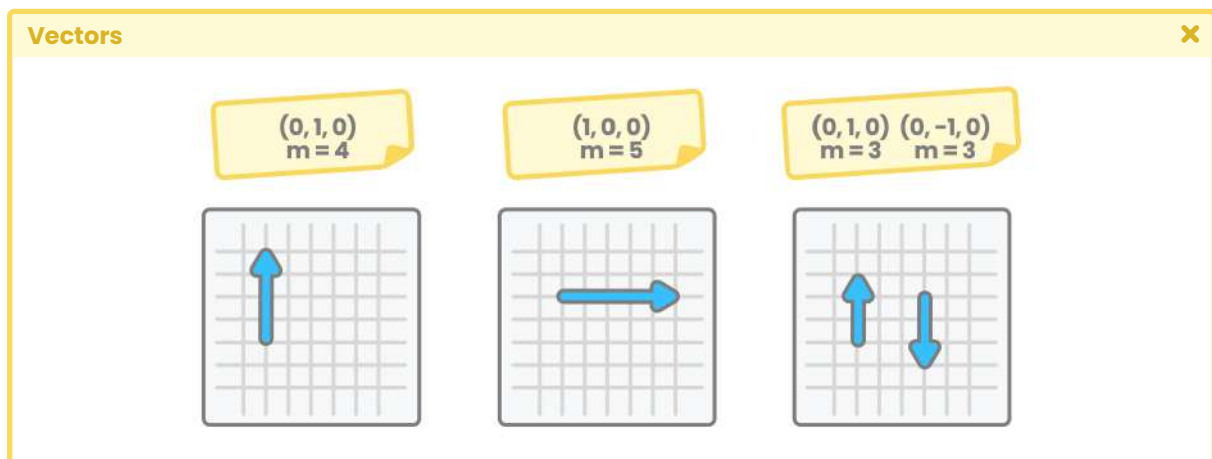 Vectors
(0, 1, 0)
m = 4
(1, 0, 0)
m = 5
(0, 1, 0) (0, -1, 0)
m = 3 m = 3